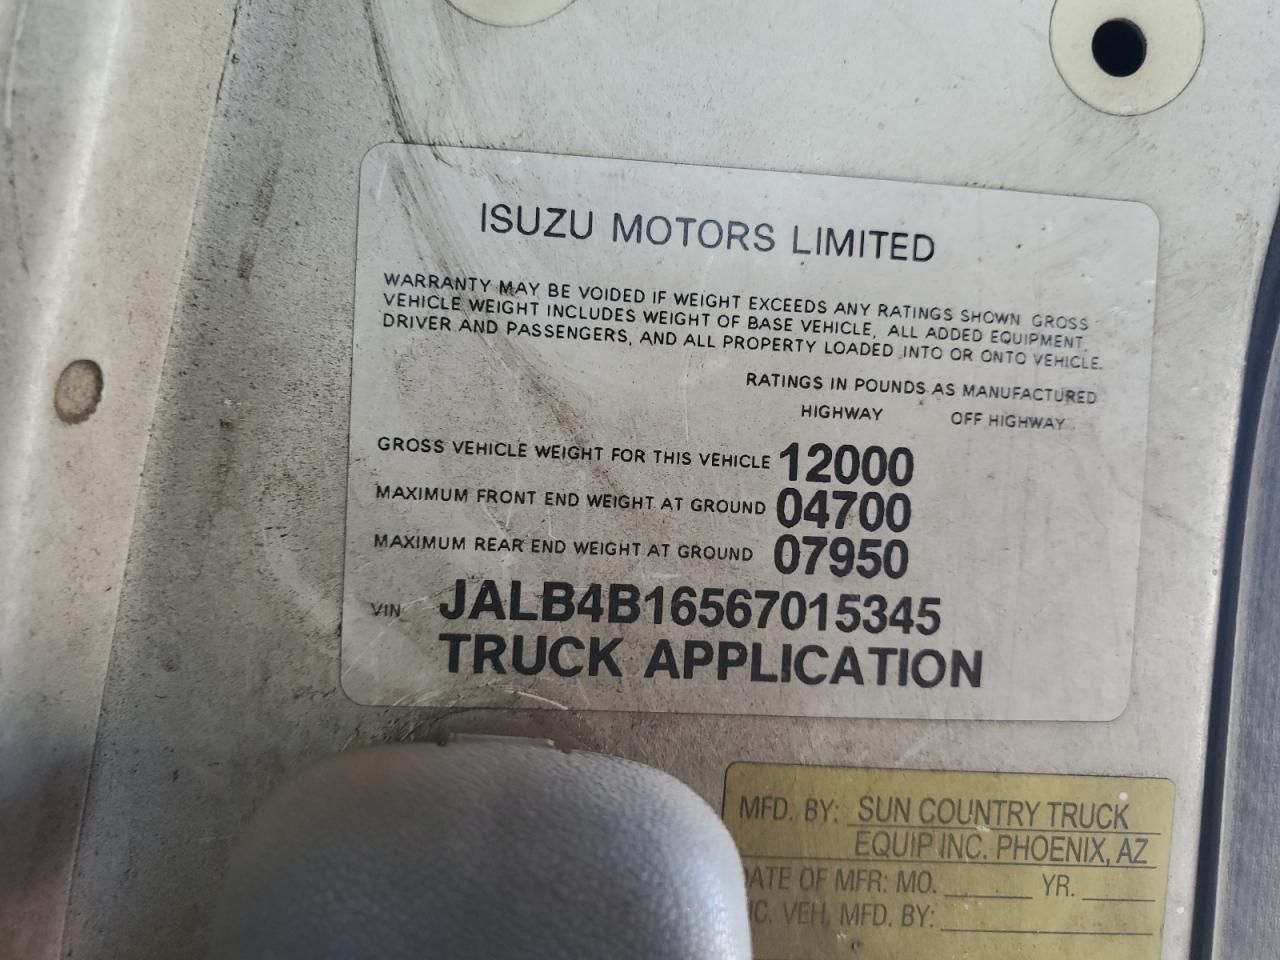 ISUZU MOTORS LIMITED
WARRANTY MAY BE VOIDED IF WEIGHT EXCEEDS ANY RATINGS SHOWN GROSS
VEHICLE WEIGHT INCLUDES WEIGHT OF BASE VEHICLE, ALL ADDED EQUIPMENT,
DRIVER AND PASSENGERS, AND ALL PROPERTY LOADED INTO OR ONTO VEHICLE.
RATINGS IN POUNDS AS MANUFACTURED
HIGHWAY OFF HIGHWAY
GROSS VEHICLE WEIGHT FOR THIS VEHICLE 12000
MAXIMUM FRONT END WEIGHT AT GROUND 04700
MAXIMUM REAR END WEIGHT AT GROUND 07950
VIN JALB4B16567015345
TRUCK APPLICATION
MFD. BY: SUN COUNTRY TRUCK
EQUIP INC. PHOENIX, AZ
ATE OF MFR: MO. YR.
C. VEH. MFD. BY: